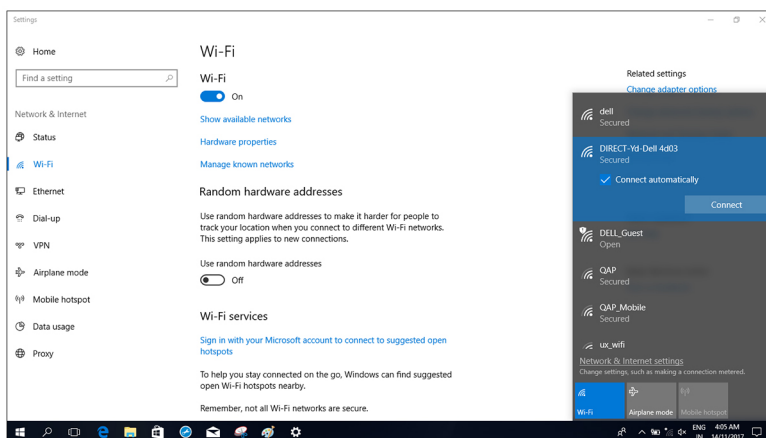 Settings
Home
Find a setting
Network & Internet
Status
Wi-Fi
Ethernet
Dial-up
VPN
Airplane mode
Mobile hotspot
Data usage
Proxy
Wi-Fi
Wi-Fi
On
Show available networks
Hardware properties
Manage known networks
Random hardware addresses
Use random hardware addresses to make it harder for people to
track your location when you connect to different Wi-Fi networks.
This setting applies to new connections.
Use random hardware addresses
Off
Wi-Fi services
Sign in with your Microsoft account to connect to suggested open
hotspots
To help you stay connected on the go, Windows can find suggested
open Wi-Fi hotspots nearby.
Remember, not all Wi-Fi networks are secure.
Related settings
Change adapter options
dell
Secured
DIRECT-Yd-Dell 4d03
Secured
Connect automatically
Connect
DELL_Guest
Open
QAP
Secured
QAP_Mobile
Secured
ux_wifi
Network & Internet settings
Change settings, such as making a connection metered.
Wi-Fi
Airplane mode
Mobile hotspot
ENG 4:05 AM
IN 14/11/2017